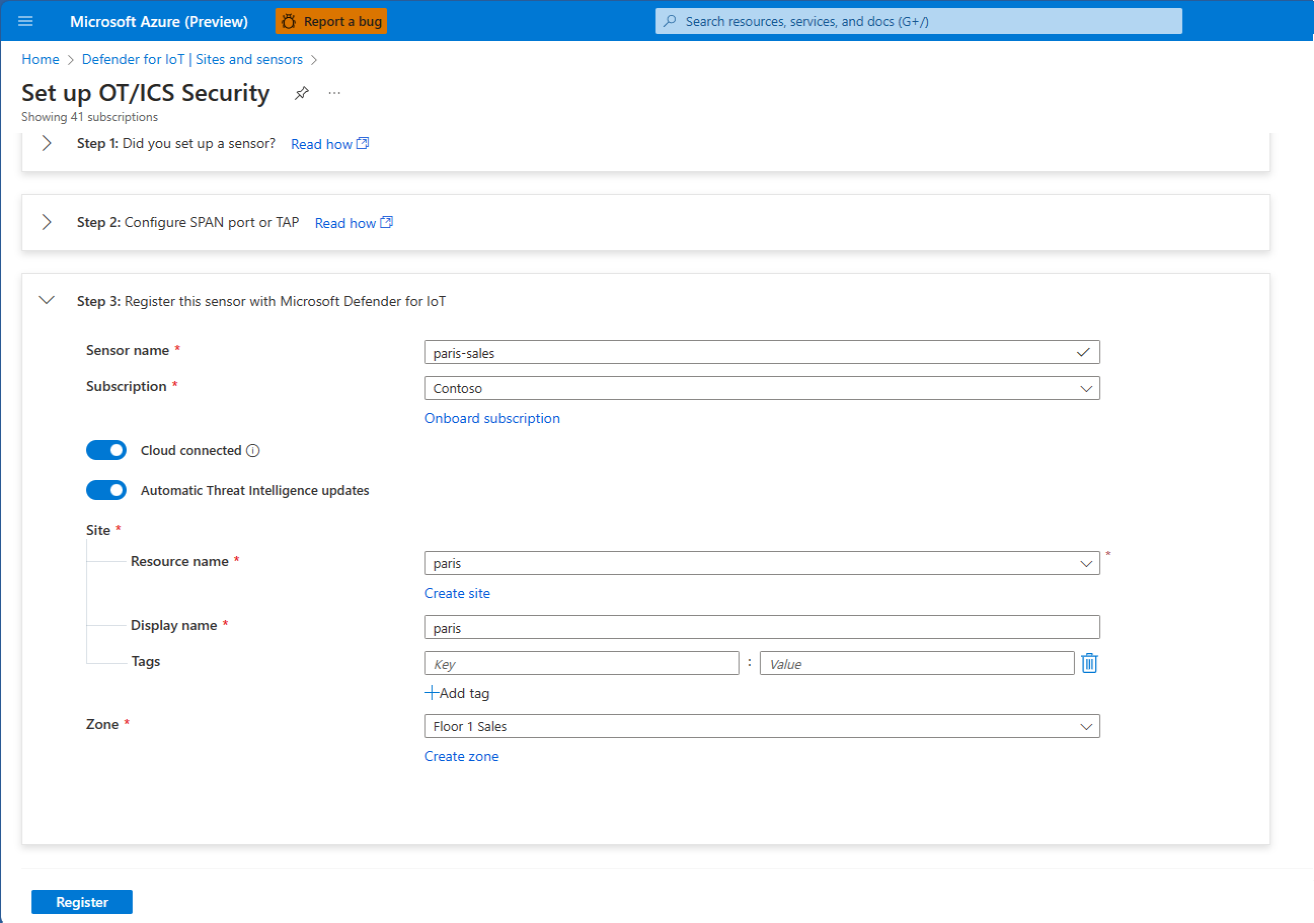 Microsoft Azure (Preview) Report a bug Search resources, services, and docs (G+/)
Home > Defender for IoT | Sites and sensors >
Set up OT/ICS Security ...
Showing 41 subscriptions
Step 1: Did you set up a sensor? Read how
Step 2: Configure SPAN port or TAP Read how
Step 3: Register this sensor with Microsoft Defender for IoT
Sensor name * paris-sales
Subscription * Contoso
Onboard subscription
Cloud connected
Automatic Threat Intelligence updates
Site *
Resource name * paris *
Create site
Display name * paris
Tags Key : Value
+Add tag
Zone * Floor 1 Sales
Create zone
Register